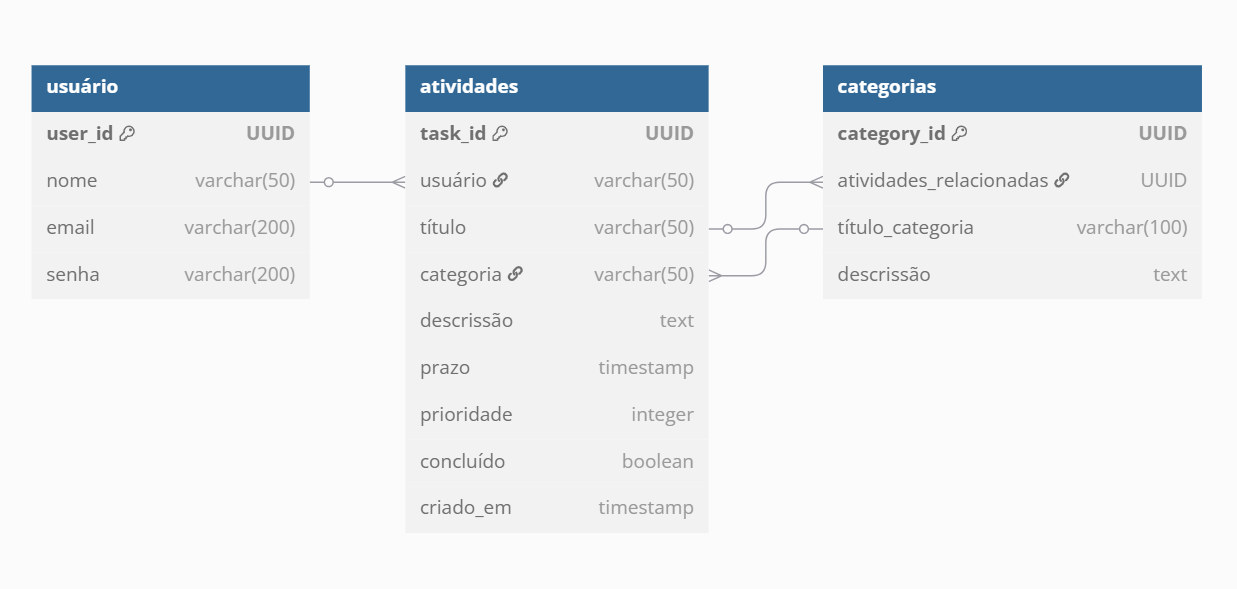 usuário
user_id UUID
nome varchar(50)
email varchar(200)
senha varchar(200)
atividades
task_id UUID
usuário varchar(50)
título varchar(50)
categoria varchar(50)
descrissão text
prazo timestamp
prioridade integer
concluído boolean
criado_em timestamp
categorias
category_id UUID
atividades_relacionadas UUID
título_categoria varchar(100)
descrissão text